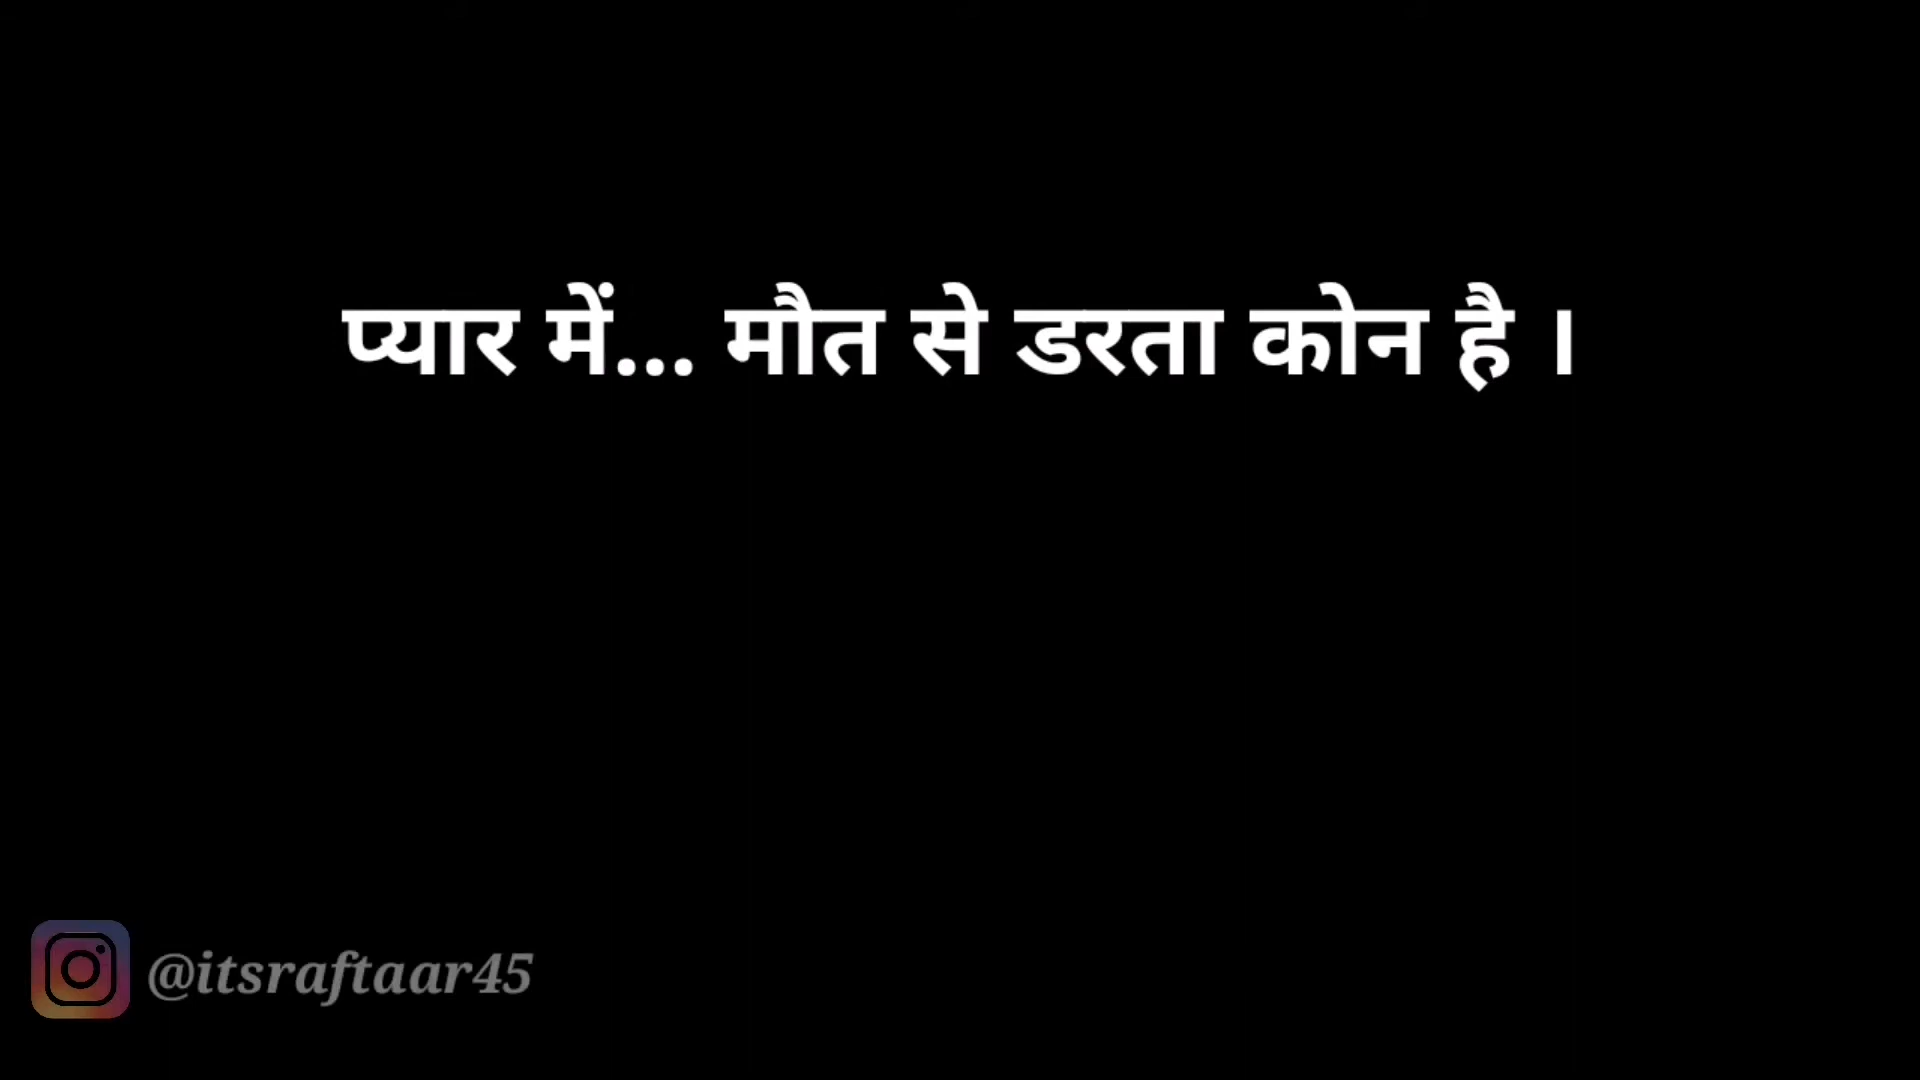 प्यार में... मौत से डरता कोन है ।
@itsraftaar45